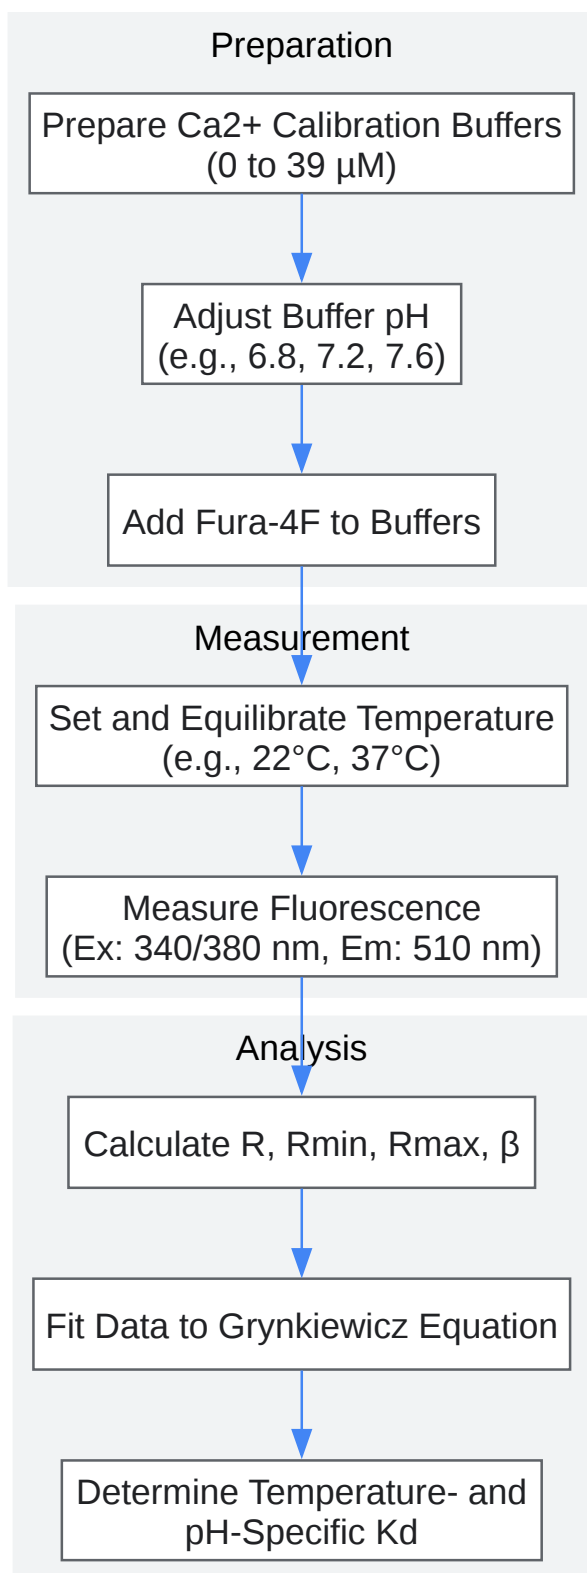 Preparation
Prepare Ca2+ Calibration Buffers
(0 to 39 µM)
Adjust Buffer pH
(e.g., 6.8, 7.2, 7.6)
Add Fura-4F to Buffers
Measurement
Set and Equilibrate Temperature
(e.g., 22°C, 37°C)
Measure Fluorescence
(Ex: 340/380 nm, Em: 510 nm)
Analysis
Calculate R, Rmin, Rmax, β
Fit Data to Grynkiewicz Equation
Determine Temperature- and
pH-Specific Kd